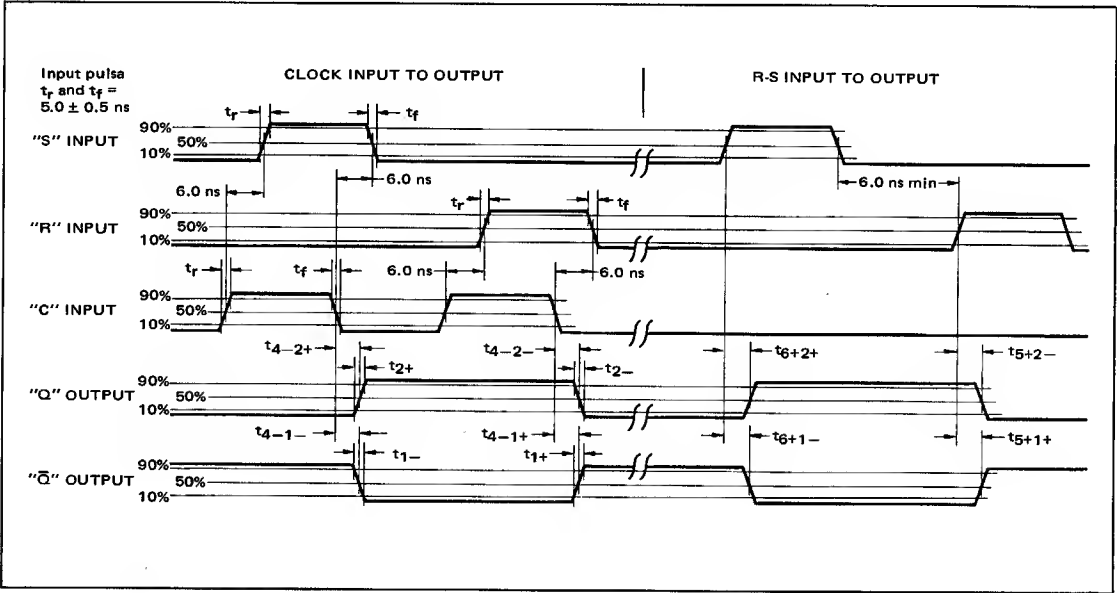 Input pulsa
tr and tf =
5.0 ± 0.5 ns
CLOCK INPUT TO OUTPUT
R-S INPUT TO OUTPUT
tr
tf
"S" INPUT
90%
50%
10%
6.0 ns
6.0 ns
6.0 ns min
tr
tf
"R" INPUT
90%
50%
10%
tr
tf
6.0 ns
6.0 ns
"C" INPUT
90%
50%
10%
t4–2+
t2+
t4–2–
t2–
t6+2+
t5+2–
"Q" OUTPUT
90%
50%
10%
t4–1–
t1–
t4–1+
t1+
t6+1–
t5+1+
"Q̄" OUTPUT
90%
50%
10%